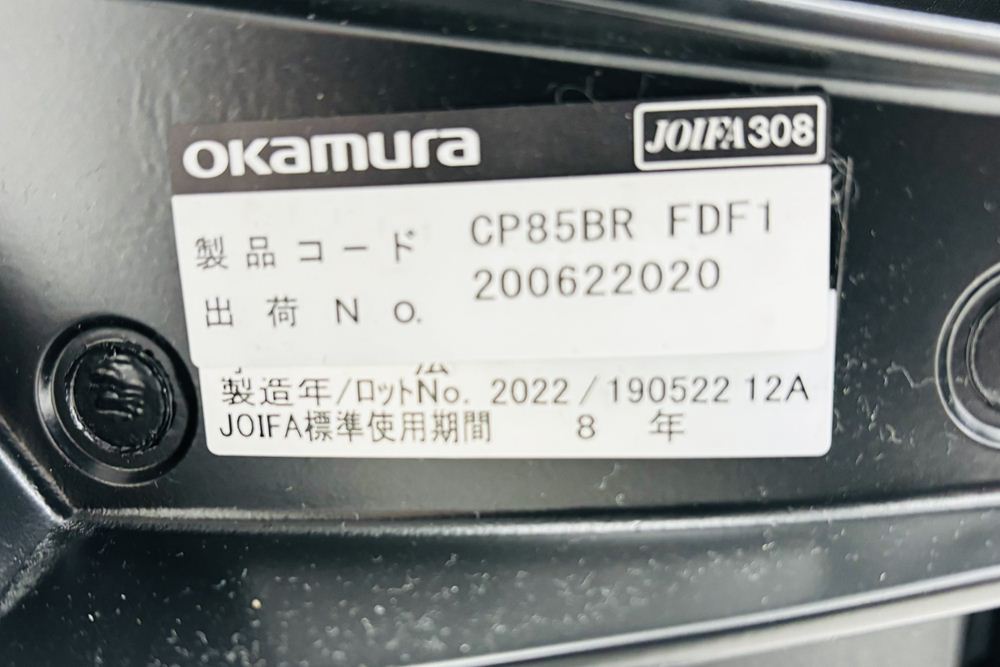 okamura
JOIFA308
製品コード CP85BR FDF1
出荷No. 200622020
製造年/ロットNo. 2022/190522 12A
JOIFA標準使用期間 8 年